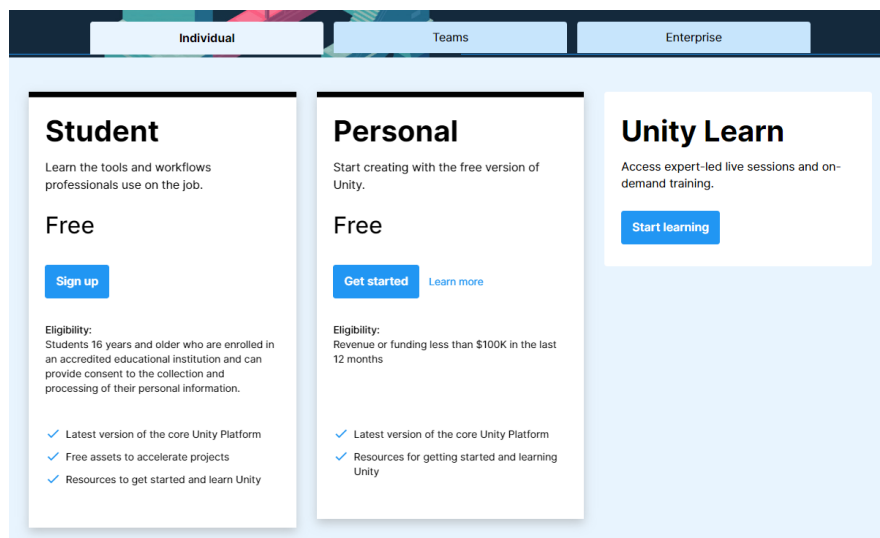 Individual
Teams
Enterprise
Student
Learn the tools and workflows
professionals use on the job.
Free
Sign up
Eligibility:
Students 16 years and older who are enrolled in
an accredited educational institution and can
provide consent to the collection and
processing of their personal information.
Latest version of the core Unity Platform
Free assets to accelerate projects
Resources to get started and learn Unity
Personal
Start creating with the free version of
Unity.
Free
Get started
Learn more
Eligibility:
Revenue or funding less than $100K in the last
12 months
Latest version of the core Unity Platform
Resources for getting started and learning
Unity
Unity Learn
Access expert-led live sessions and on-
demand training.
Start learning